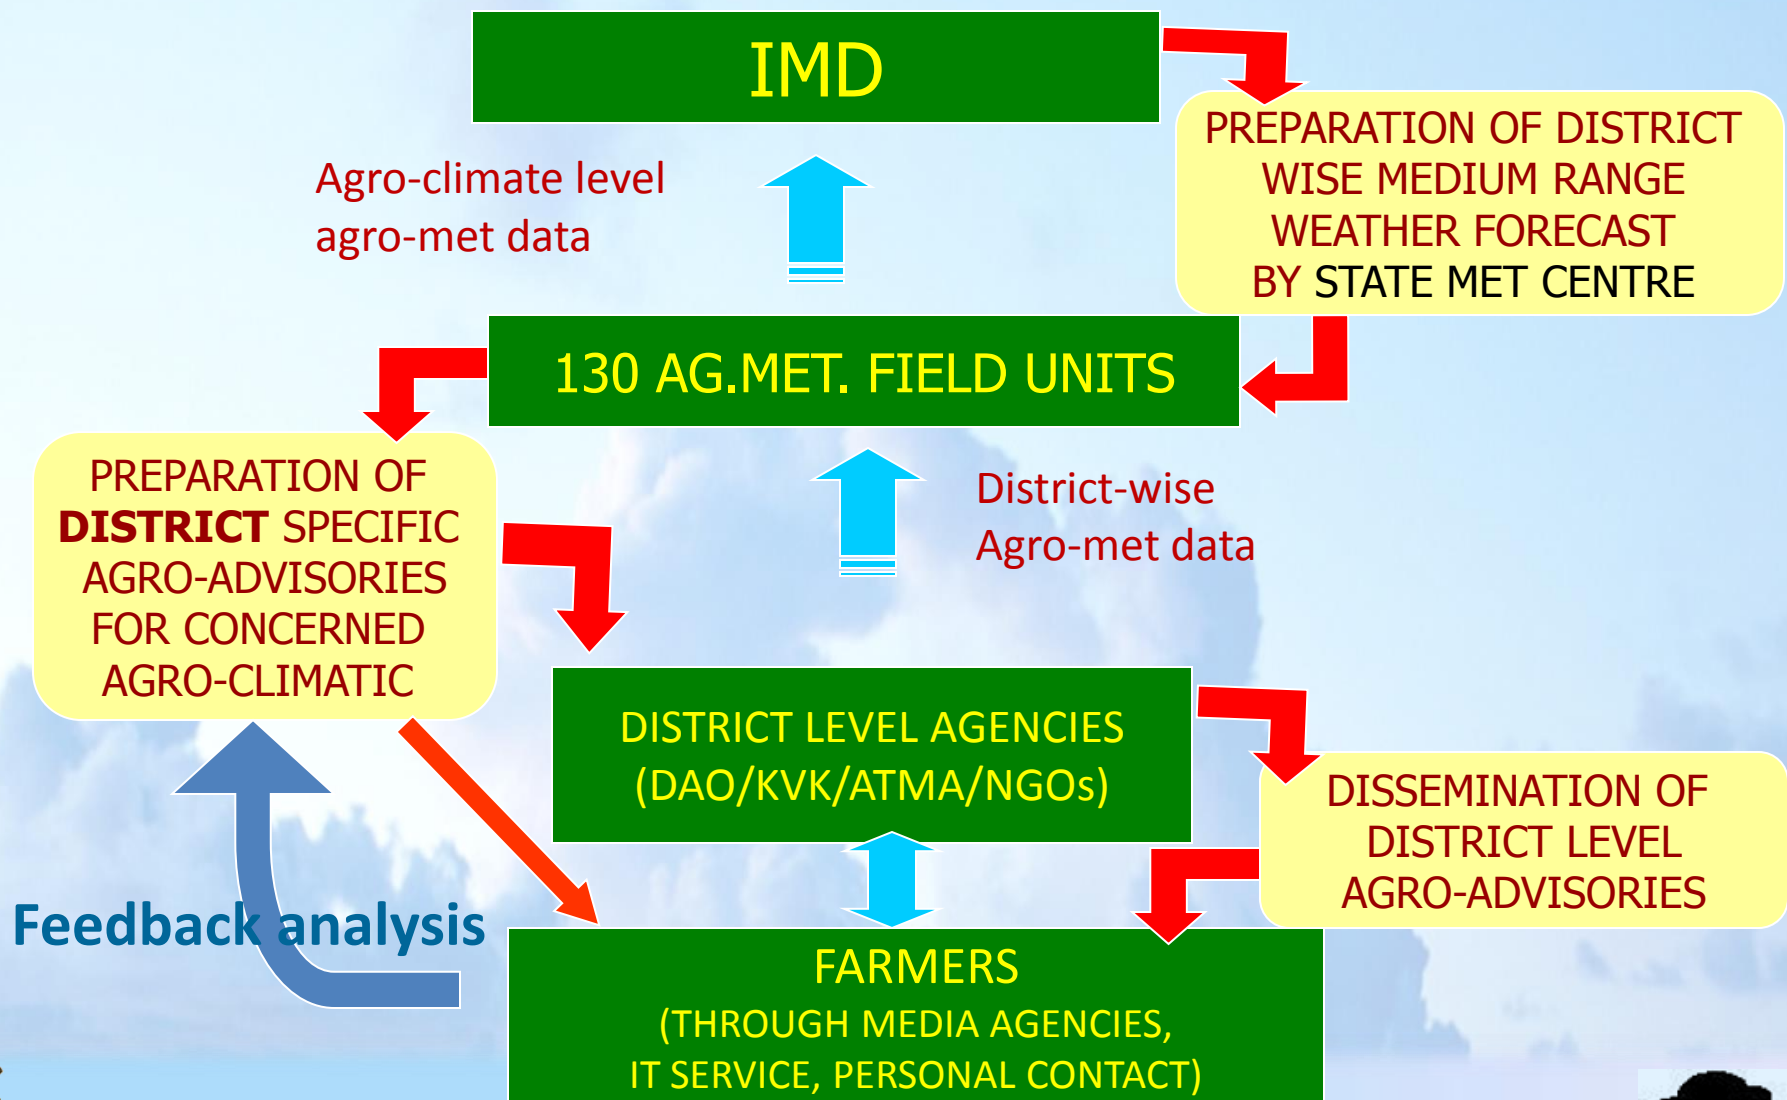 IMD
Agro-climate level
agro-met data
PREPARATION OF DISTRICT
WISE MEDIUM RANGE
WEATHER FORECAST
BY STATE MET CENTRE
130 AG.MET. FIELD UNITS
PREPARATION OF
DISTRICT SPECIFIC
AGRO-ADVISORIES
FOR CONCERNED
AGRO-CLIMATIC
District-wise
Agro-met data
DISTRICT LEVEL AGENCIES
(DAO/KVK/ATMA/NGOs)
DISSEMINATION OF
DISTRICT LEVEL
AGRO-ADVISORIES
Feedback analysis
FARMERS
(THROUGH MEDIA AGENCIES,
IT SERVICE, PERSONAL CONTACT)